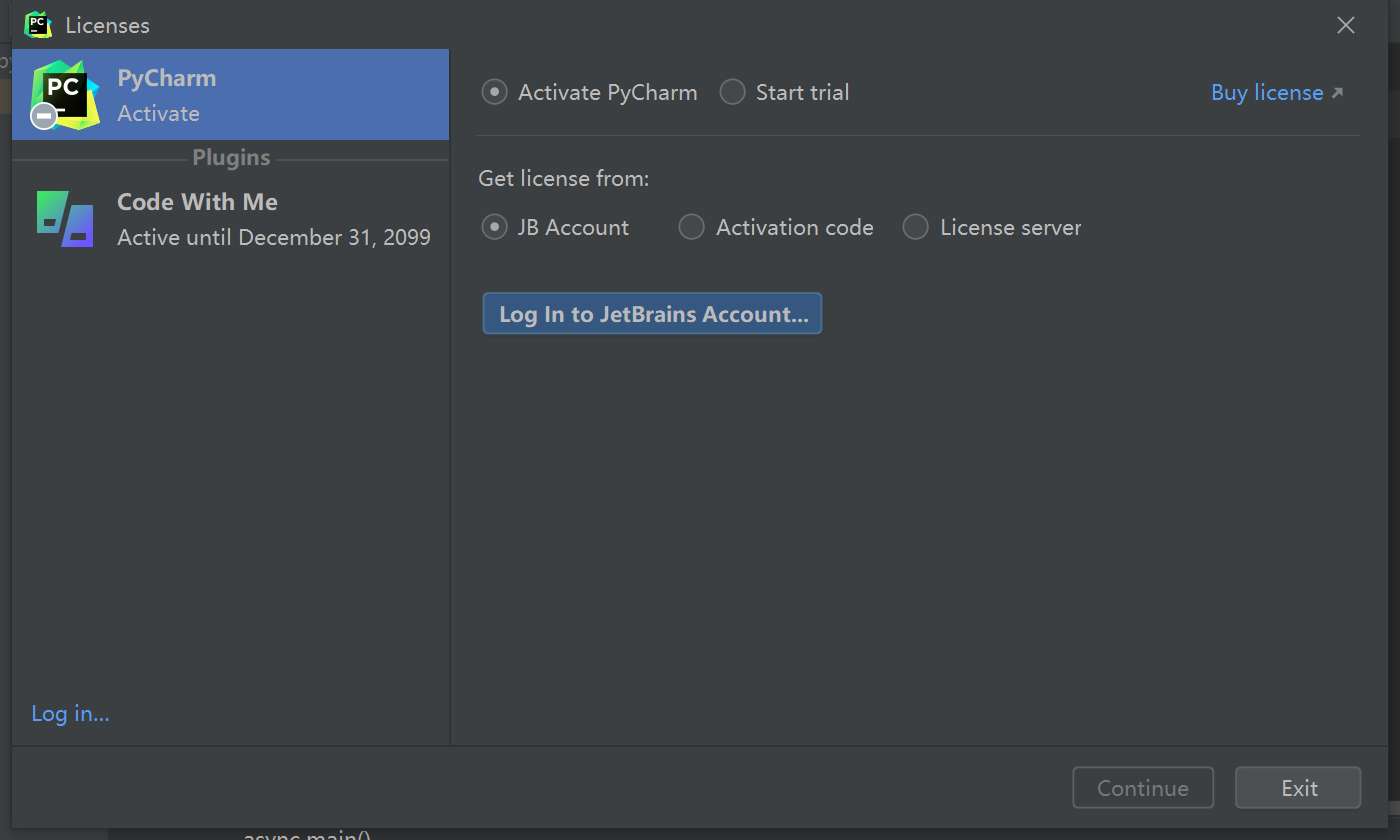 PC Licenses
PC
PyCharm
Activate
Plugins
Code With Me
Active until December 31, 2099
Log in...
Activate PyCharm Start trial Buy license
Get license from:
JB Account Activation code License server
Log In to JetBrains Account...
Continue Exit
async main()